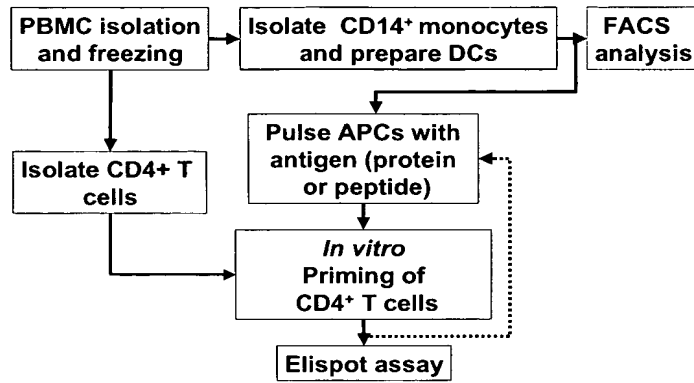 PBMC isolation
and freezing
Isolate CD14⁺ monocytes
and prepare DCs
FACS
analysis
Pulse APCs with
antigen (protein
or peptide)
Isolate CD4+ T
cells
In vitro
Priming of
CD4⁺ T cells
Elispot assay